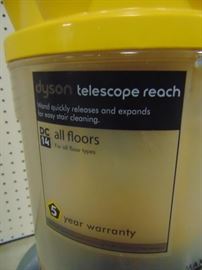 dyson telescope reach
Wand quickly releases and expands
for easy stair cleaning.
DC
14
all floors
For all floor types
5 year warranty